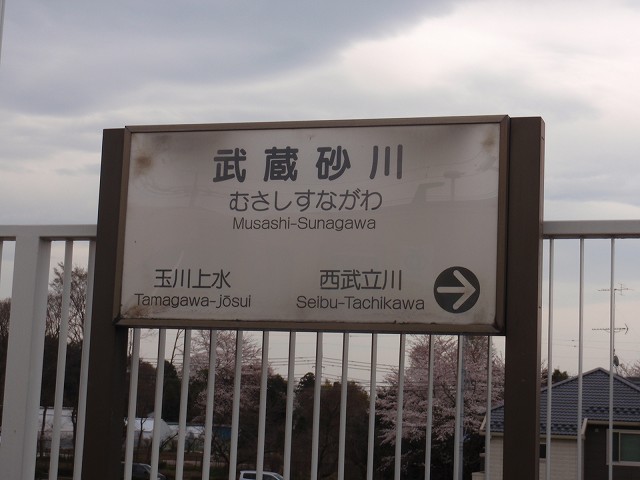 武蔵砂川
むさしすながわ
Musashi-Sunagawa
玉川上水 西武立川
Tamagawa-jōsui Seibu-Tachikawa